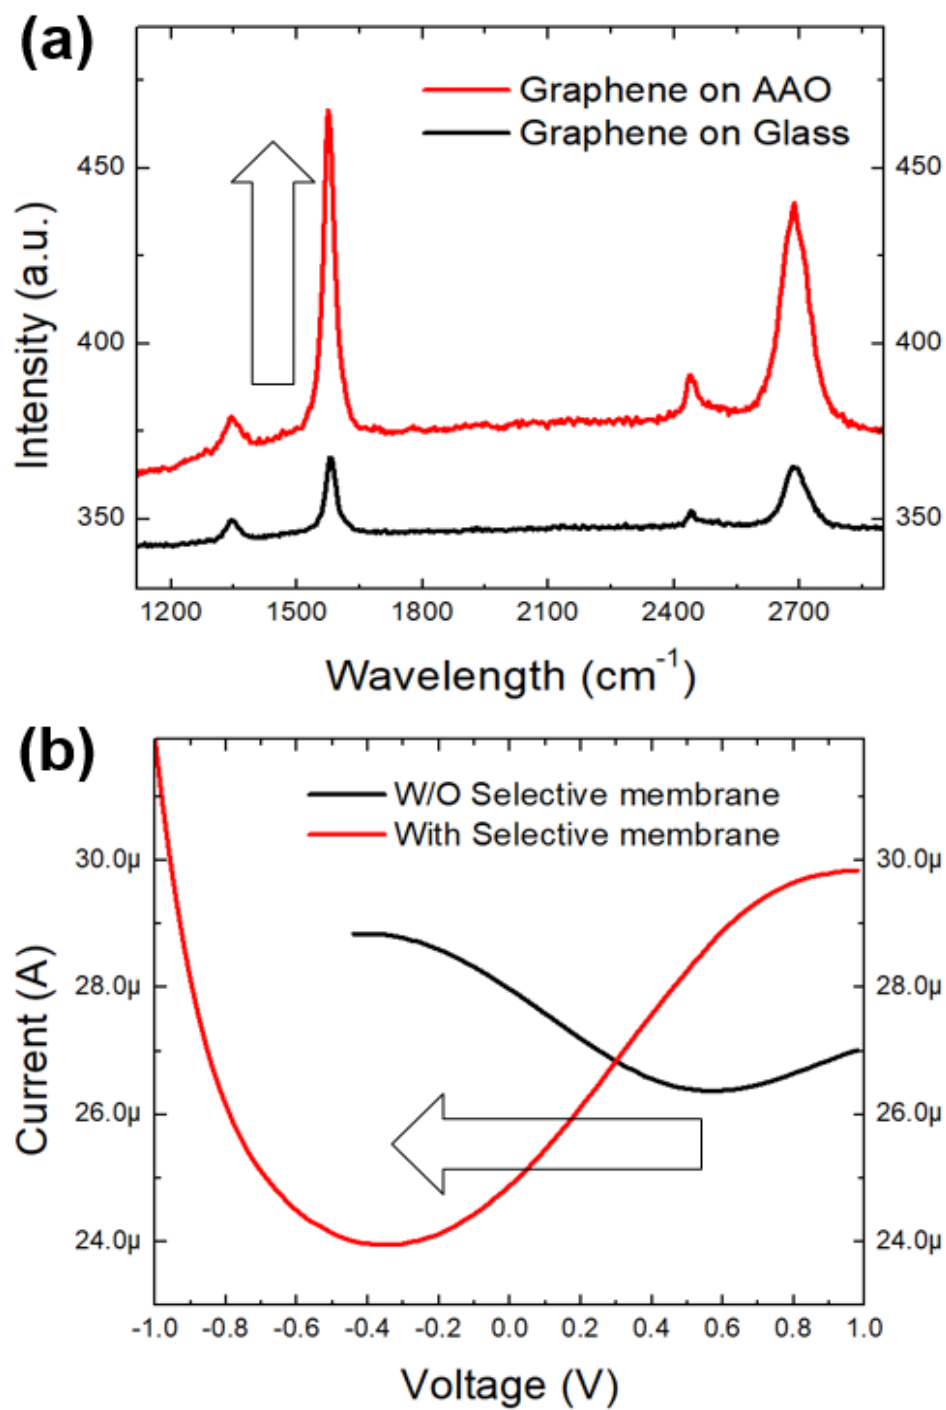 (a)
Graphene on AAO
Graphene on Glass
450
450
400
400
350
350
Intensity (a.u.)
1200 1500 1800 2100 2400 2700
Wavelength (cm⁻¹)
(b)
W/O Selective membrane
With Selective membrane
30.0µ
30.0µ
28.0µ
28.0µ
26.0µ
26.0µ
24.0µ
24.0µ
Current (A)
-1.0 -0.8 -0.6 -0.4 -0.2 0.0 0.2 0.4 0.6 0.8 1.0
Voltage (V)